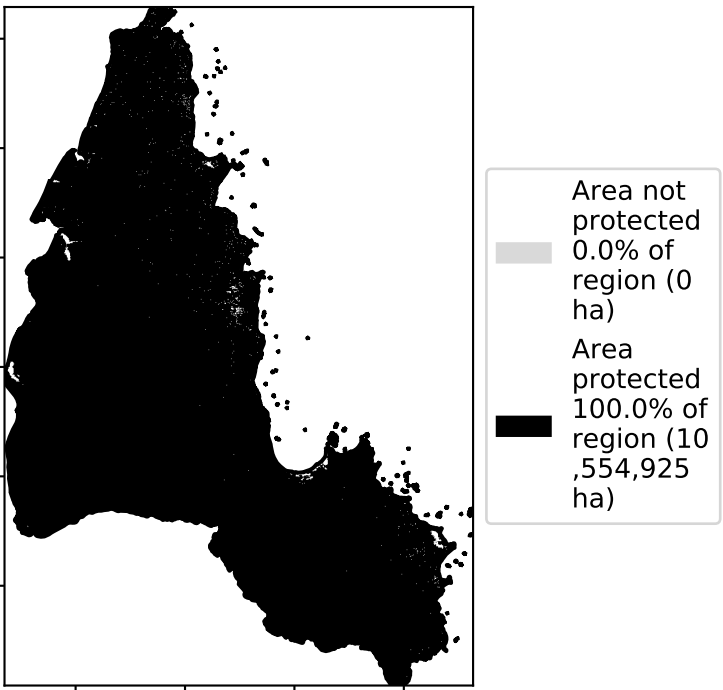 Area not
protected
0.0% of
region (0
ha)
Area
protected
100.0% of
region (10
,554,925
ha)